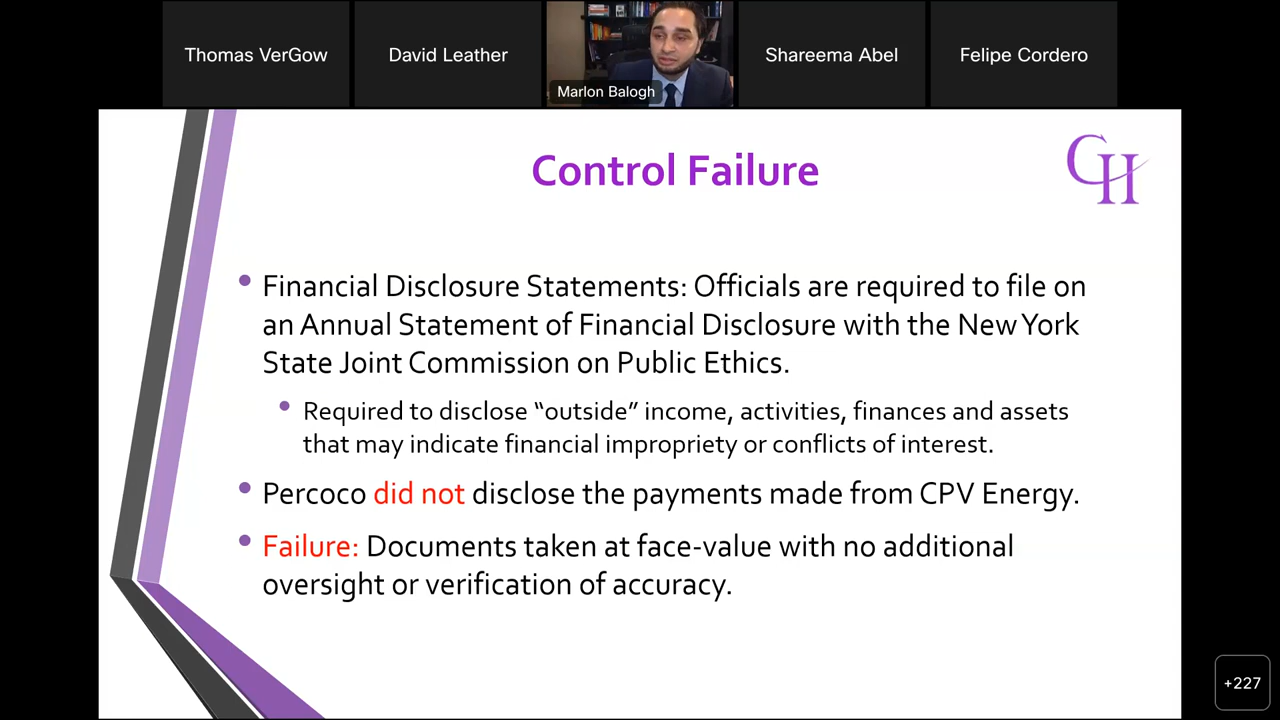 Thomas VerGow
David Leather
Marlon Balogh
Shareema Abel
Felipe Cordero
Control Failure
CH
• Financial Disclosure Statements: Officials are required to file on
an Annual Statement of Financial Disclosure with the New York
State Joint Commission on Public Ethics.
• Required to disclose “outside” income, activities, finances and assets
that may indicate financial impropriety or conflicts of interest.
• Percoco did not disclose the payments made from CPV Energy.
• Failure: Documents taken at face-value with no additional
oversight or verification of accuracy.
+227